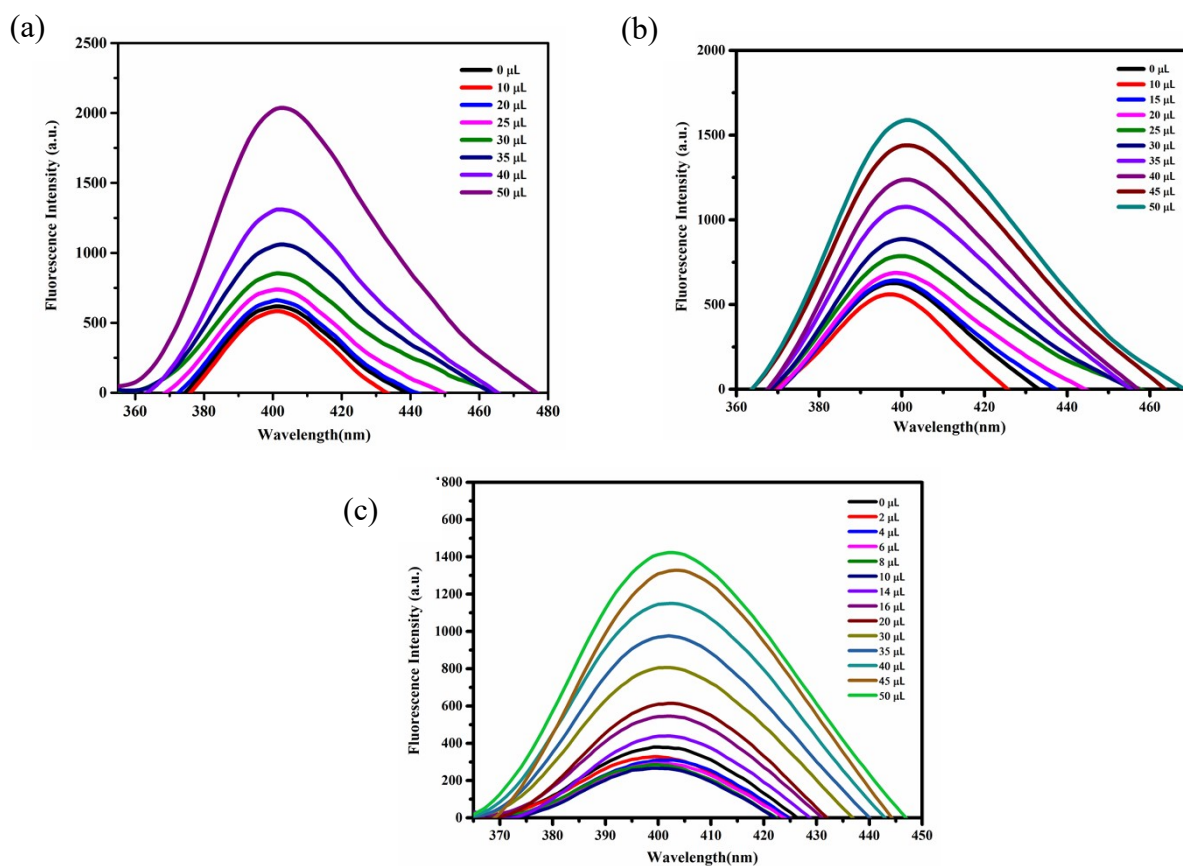 (a)
2500
2000
1500
1000
500
0
Fluorescence Intensity (a.u.)
360 380 400 420 440 460 480
Wavelength(nm)
0 µL
10 µL
20 µL
25 µL
30 µL
35 µL
40 µL
50 µL
(b)
2000
1500
1000
500
0
Fluorescence Intensity (a.u.)
360 380 400 420 440 460
Wavelength(nm)
0 µL
10 µL
15 µL
20 µL
25 µL
30 µL
35 µL
40 µL
45 µL
50 µL
(c)
1800
1600
1400
1200
1000
800
600
400
200
0
Fluorescence Intensity (a.u.)
370 380 390 400 410 420 430 440 450
Wavelength(nm)
0 µL
2 µL
4 µL
6 µL
8 µL
10 µL
14 µL
16 µL
20 µL
30 µL
35 µL
40 µL
45 µL
50 µL